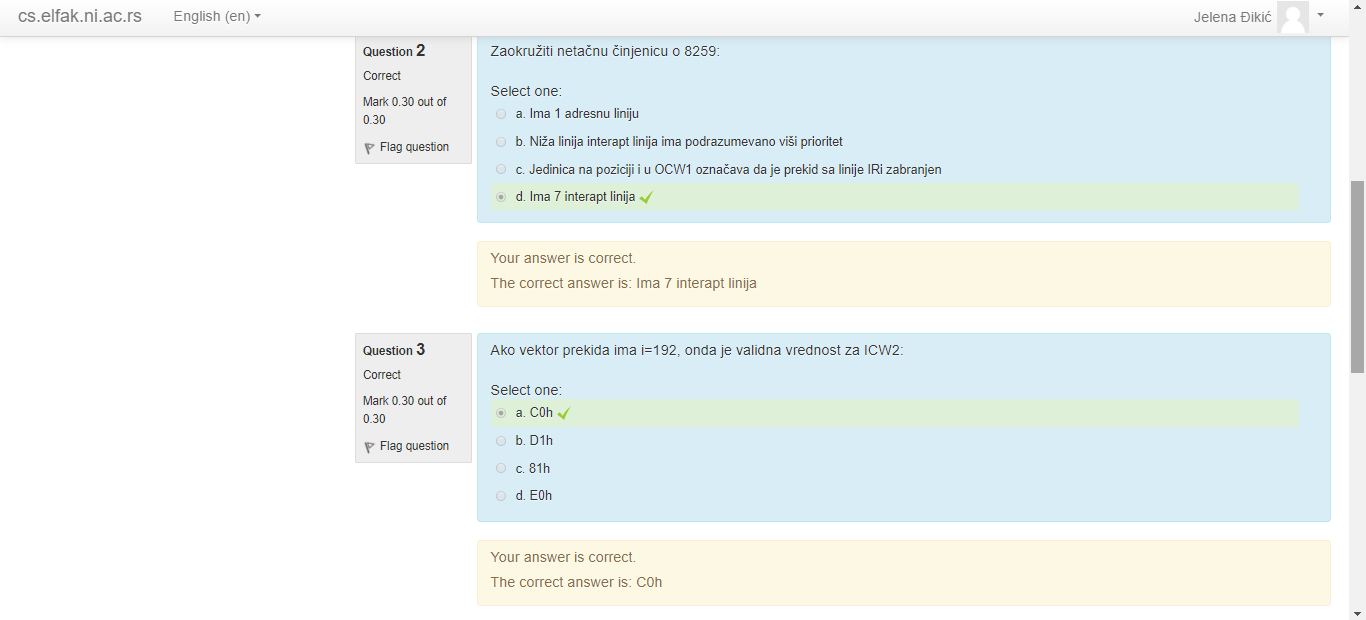 cs.elfak.ni.ac.rs English (en) Jelena Đikić
Question 2
Correct
Mark 0.30 out of
0.30
Flag question
Zaokružiti netačnu činjenicu o 8259:
Select one:
a. Ima 1 adresnu liniju
b. Niža linija interapt linija ima podrazumevano viši prioritet
c. Jedinica na poziciji i u OCW1 označava da je prekid sa linije IRi zabranjen
d. Ima 7 interapt linija
Your answer is correct.
The correct answer is: Ima 7 interapt linija
Question 3
Correct
Mark 0.30 out of
0.30
Flag question
Ako vektor prekida ima i=192, onda je validna vrednost za ICW2:
Select one:
a. C0h
b. D1h
c. 81h
d. E0h
Your answer is correct.
The correct answer is: C0h